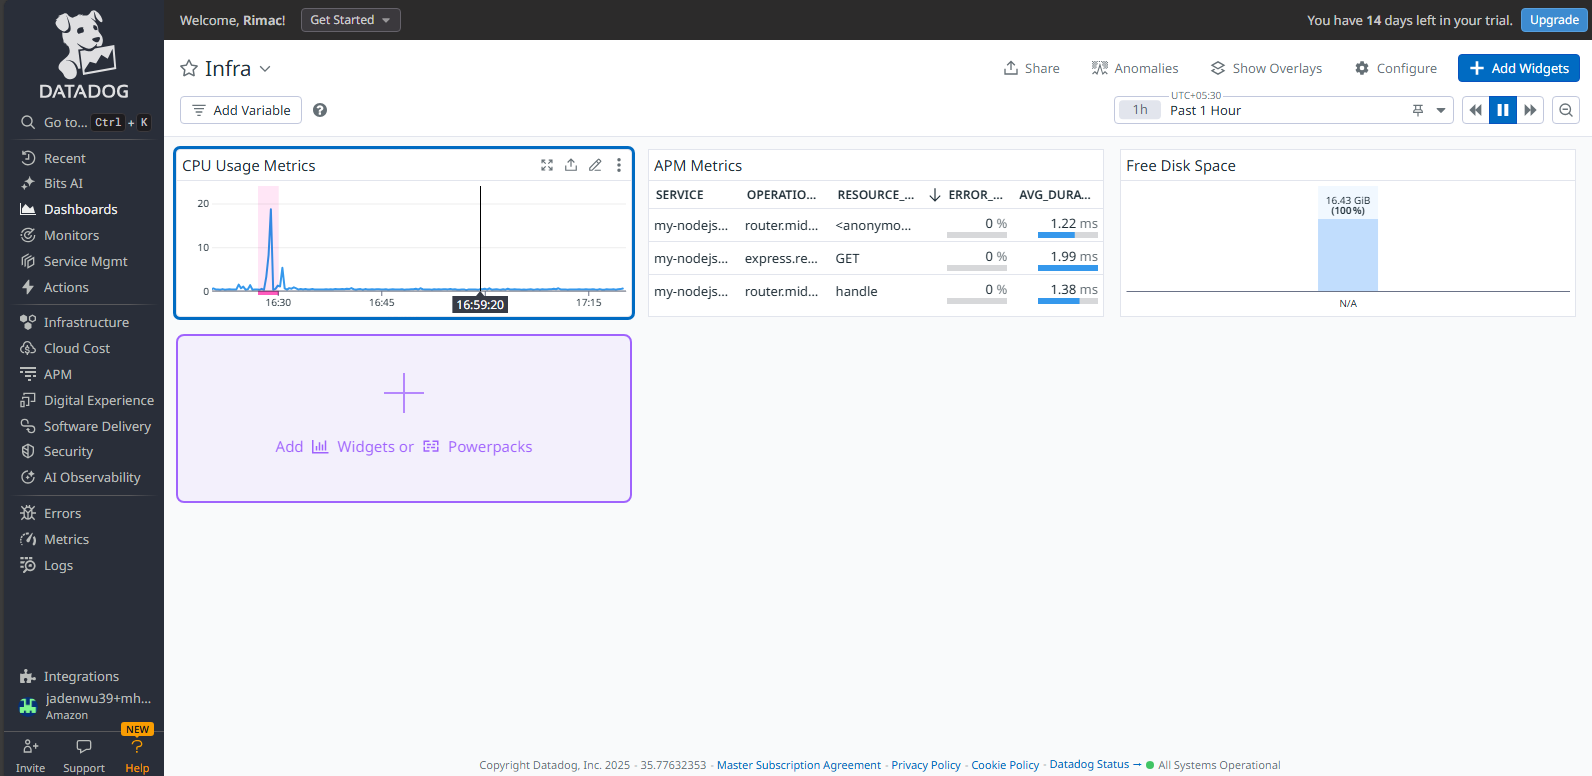 DATADOG
Go to... Ctrl + K
Recent
Bits AI
Dashboards
Monitors
Service Mgmt
Actions
Infrastructure
Cloud Cost
APM
Digital Experience
Software Delivery
Security
AI Observability
Errors
Metrics
Logs
Integrations
jadenwu39+mh...
Amazon
NEW
Invite Support Help
Welcome, Rimac! Get Started
You have 14 days left in your trial. Upgrade
Infra
Share Anomalies Show Overlays Configure Add Widgets
Add Variable
UTC+05:30
1h Past 1 Hour
CPU Usage Metrics
20
10
0
16:30 16:45 16:59:20 17:15
APM Metrics
SERVICE OPERATIO... RESOURCE_... ERROR_... AVG_DURA...
my-nodejs... router.mid... <anonymo... 0 % 1.22 ms
my-nodejs... express.re... GET 0 % 1.99 ms
my-nodejs... router.mid... handle 0 % 1.38 ms
Free Disk Space
16.43 GiB
(100%)
N/A
Add Widgets or Powerpacks
Copyright Datadog, Inc. 2025 - 35.77632353 - Master Subscription Agreement - Privacy Policy - Cookie Policy - Datadog Status → All Systems Operational